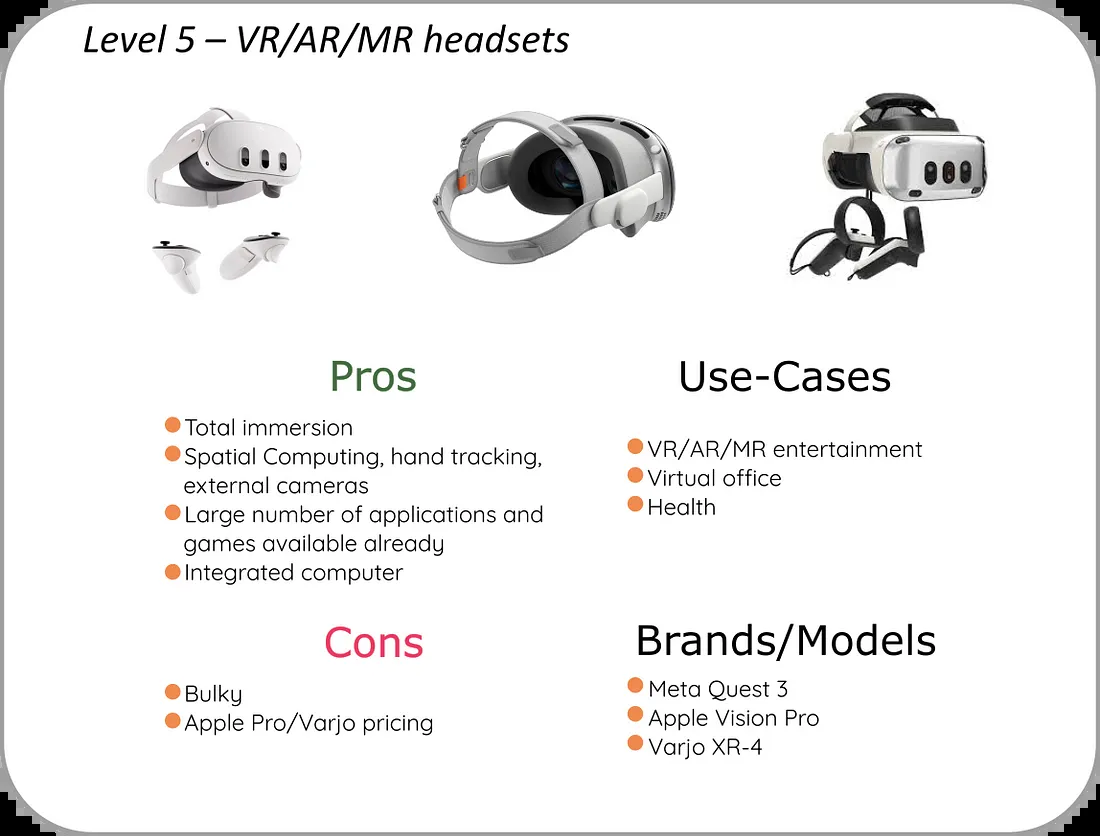 Level 5 – VR/AR/MR headsets
Pros
Total immersion
Spatial Computing, hand tracking,
external cameras
Large number of applications and
games available already
Integrated computer
Use-Cases
VR/AR/MR entertainment
Virtual office
Health
Cons
Bulky
Apple Pro/Varjo pricing
Brands/Models
Meta Quest 3
Apple Vision Pro
Varjo XR-4